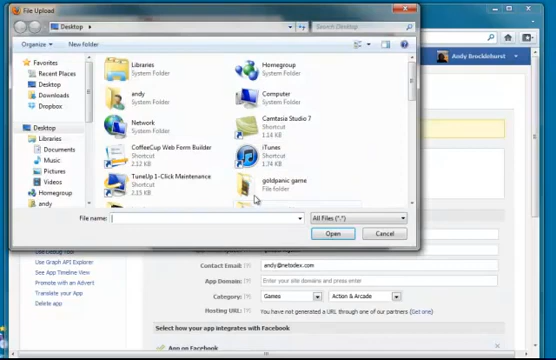 File Upload
Desktop
Search Desktop
Organize
New folder
Favorites
Recent Places
Desktop
Downloads
Dropbox
Desktop
Libraries
Documents
Music
Pictures
Videos
Homegroup
andy
Libraries
System Folder
Homegroup
System Folder
andy
System Folder
Computer
System Folder
Network
System Folder
Camtasia Studio 7
Shortcut
1.14 KB
CoffeeCup Web Form Builder
Shortcut
2.12 KB
iTunes
Shortcut
1.74 KB
TuneUp 1-Click Maintenance
Shortcut
2.15 KB
goldpanic game
File folder
File name:
All Files (*.*)
Open
Cancel
Andy Brocklehurst
Use Graph API Explorer
See App Timeline View
Promote with an Advert
Translate your App
Delete app
Contact Email: [?] andy@netodex.com
App Domain: [?] Enter your site domains and press enter
Category: [?] Games Action & Arcade [?]
Hosting URL: [?] You have not generated a URL through one of our partners (Get one)
Select how your app integrates with Facebook
App on Facebook